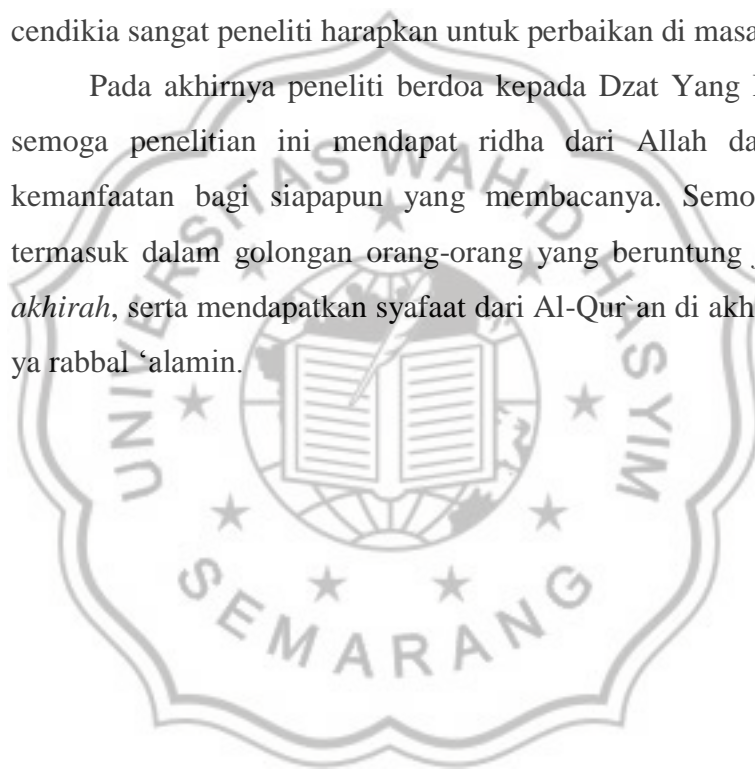 cendikia sangat peneliti harapkan untuk perbaikan di masa
Pada akhirnya peneliti berdoa kepada Dzat Yang
semoga penelitian ini mendapat ridha dari Allah da
kemanfaatan bagi siapapun yang membacanya. Semo
termasuk dalam golongan orang-orang yang beruntung
akhirah, serta mendapatkan syafaat dari Al-Qur`an di akh
ya rabbal ‘alamin.
UNIVERSITAS WAHID HASYIM
SEMARANG